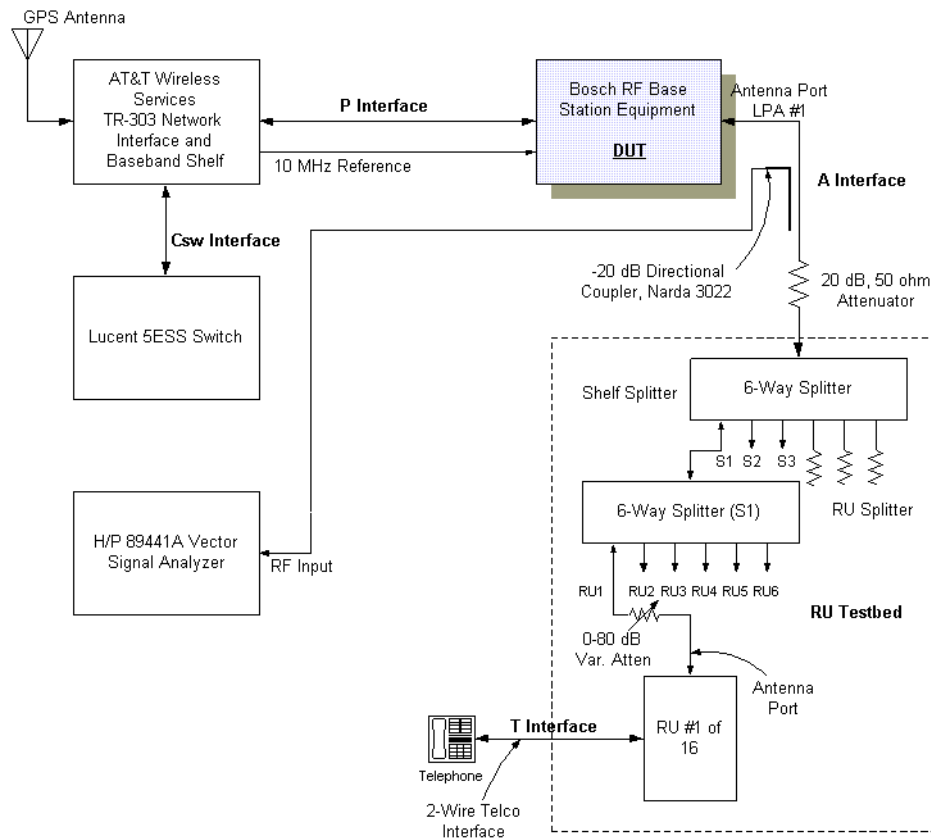 GPS Antenna
AT&T Wireless
Services
TR-303 Network
Interface and
Baseband Shelf
P Interface
10 MHz Reference
Bosch RF Base
Station Equipment
DUT
Antenna Port
LPA #1
A Interface
Csw Interface
-20 dB Directional
Coupler, Narda 3022
20 dB, 50 ohm
Attenuator
Lucent 5ESS Switch
Shelf Splitter
6-Way Splitter
S1
S2
S3
RU Splitter
6-Way Splitter (S1)
H/P 89441A Vector
Signal Analyzer
RF Input
RU1
RU2
RU3
RU4
RU5
RU6
RU Testbed
0-80 dB
Var. Atten
Antenna
Port
RU #1 of
16
T Interface
Telephone
2-Wire Telco
Interface